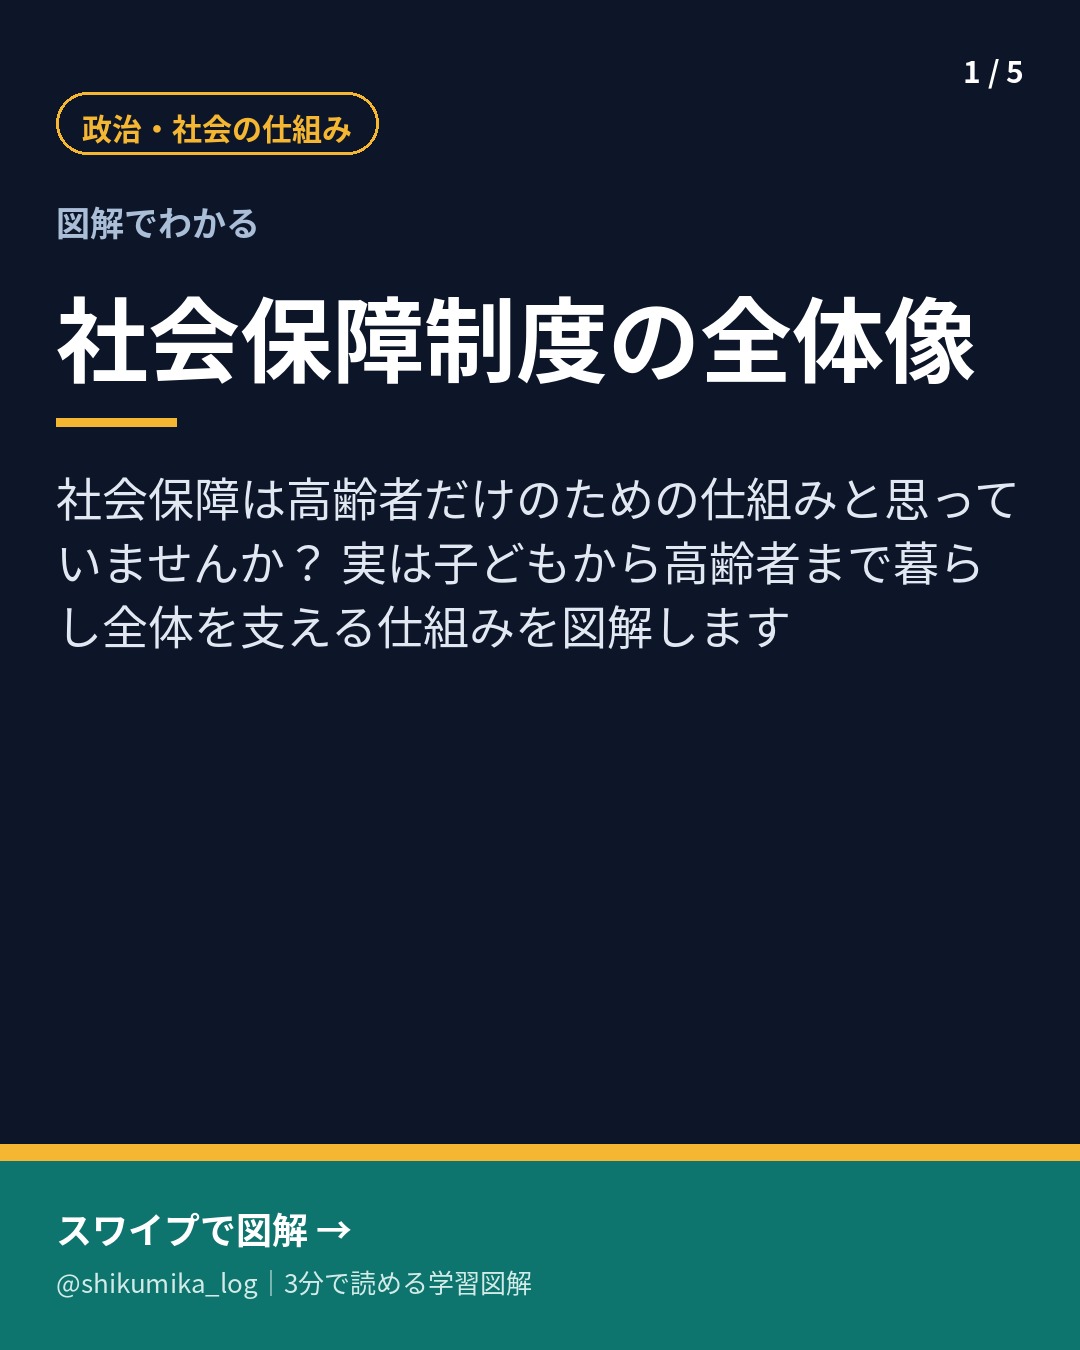 1 / 5
政治・社会の仕組み
図解でわかる
社会保障制度の全体像
社会保障は高齢者だけのための仕組みと思って
いませんか？ 実は子どもから高齢者まで暮ら
し全体を支える仕組みを図解します
スワイプで図解 →
@shikumika_log｜3分で読める学習図解